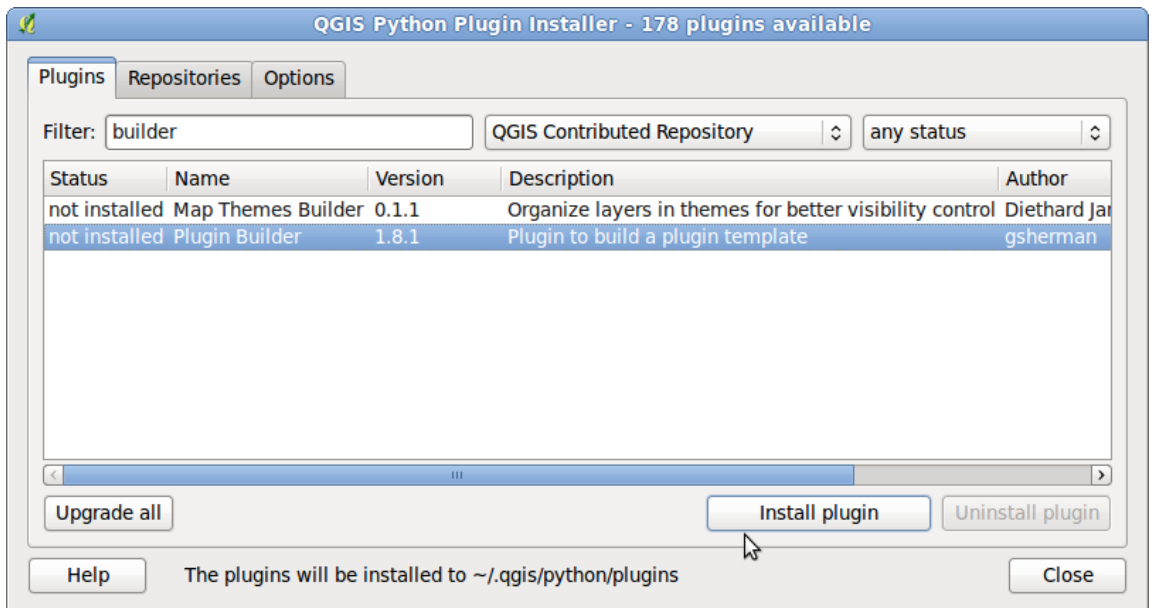 QGIS Python Plugin Installer - 178 plugins available
Plugins Repositories Options
Filter: builder QGIS Contributed Repository any status
Status Name Version Description Author
not installed Map Themes Builder 0.1.1 Organize layers in themes for better visibility control Diethard Jar
not installed Plugin Builder 1.8.1 Plugin to build a plugin template gsherman
Upgrade all Install plugin Uninstall plugin
Help The plugins will be installed to ~/.qgis/python/plugins Close